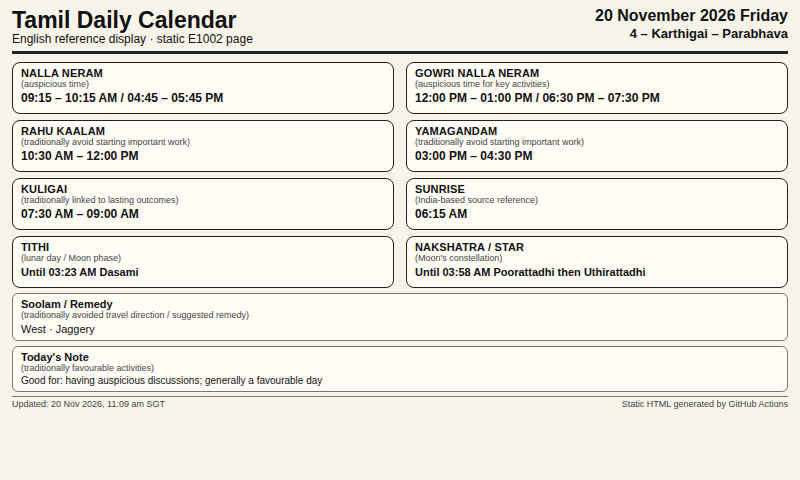 Tamil Daily Calendar
English reference display · static E1002 page
20 November 2026 Friday
4 – Karthigai – Parabhava
NALLA NERAM
(auspicious time)
09:15 – 10:15 AM / 04:45 – 05:45 PM
GOWRI NALLA NERAM
(auspicious time for key activities)
12:00 PM – 01:00 PM / 06:30 PM – 07:30 PM
RAHU KAALAM
(traditionally avoid starting important work)
10:30 AM – 12:00 PM
YAMAGANDAM
(traditionally avoid starting important work)
03:00 PM – 04:30 PM
KULIGAI
(traditionally linked to lasting outcomes)
07:30 AM – 09:00 AM
SUNRISE
(India-based source reference)
06:15 AM
TITHI
(lunar day / Moon phase)
Until 03:23 AM Dasami
NAKSHATRA / STAR
(Moon's constellation)
Until 03:58 AM Poorattadhi then Uthirattadhi
Soolam / Remedy
(traditionally avoided travel direction / suggested remedy)
West · Jaggery
Today's Note
(traditionally favourable activities)
Good for: having auspicious discussions; generally a favourable day
Updated: 20 Nov 2026, 11:09 am SGT
Static HTML generated by GitHub Actions